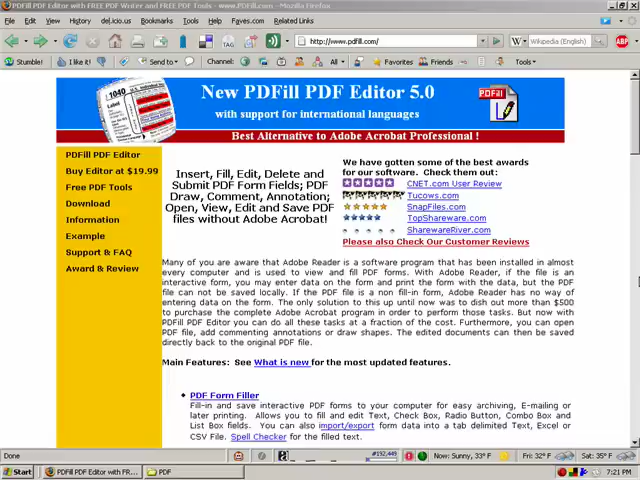 PDFill PDF Editor with FREE PDF Writer and FREE PDF Tools - www.PDFill.com - Mozilla Firefox
File Edit View History del.icio.us Bookmarks Tools Help Fgaves.com Related Links
TAG http://www.pdfill.com/ W Wikipedia (English) ABP
Stumble! I like it! Send to Channel: All Favorites Friends Tools
1040
New PDFill PDF Editor 5.0
with support for international languages
Best Alternative to Adobe Acrobat Professional !
PDFill
PDFill PDF Editor
Buy Editor at $19.99
Free PDF Tools
Download
Information
Example
Support & FAQ
Award & Review
Insert, Fill, Edit, Delete and
Submit PDF Form Fields; PDF
Draw, Comment, Annotation;
Open, View, Edit and Save PDF
files without Adobe Acrobat!
We have gotten some of the best awards
for our software. Check them out:
CNET.com User Review
Tucows.com
SnapFiles.com
TopShareware.com
SharewareRiver.com
Please also Check Our Customer Reviews
Many of you are aware that Adobe Reader is a software program that has been installed in almost
every computer and is used to view and fill PDF forms. With Adobe Reader, if the file is an
interactive form, you may enter data on the form and print the form with the data, but the PDF
file can not be saved locally. If the PDF file is a non fill-in form, Adobe Reader has no way of
entering data on the form. The only solution to this up until now was to dish out more than $500
to purchase the complete Adobe Acrobat program in order to perform those tasks. But now with
PDFill PDF Editor you can do all these tasks at a fraction of the cost. Furthermore, you can open
PDF file, add commenting annotations or draw shapes. The edited documents can then be saved
directly back to the original PDF file.
Main Features: See What is new for the most updated features.
PDF Form Filler
Fill-in and save interactive PDF forms to your computer for easy archiving, E-mailing or
later printing. Allows you to fill and edit Text, Check Box, Radio Button, Combo Box and
List Box fields. You can also import/export form data into a tab delimited Text, Excel or
CSV File. Spell Checker for the filled text.
Done #192,449 Now: Sunny, 33° F Fri: 32° F Sat: 35° F
Start PDFill PDF Editor with FR... PDF 7:21 PM